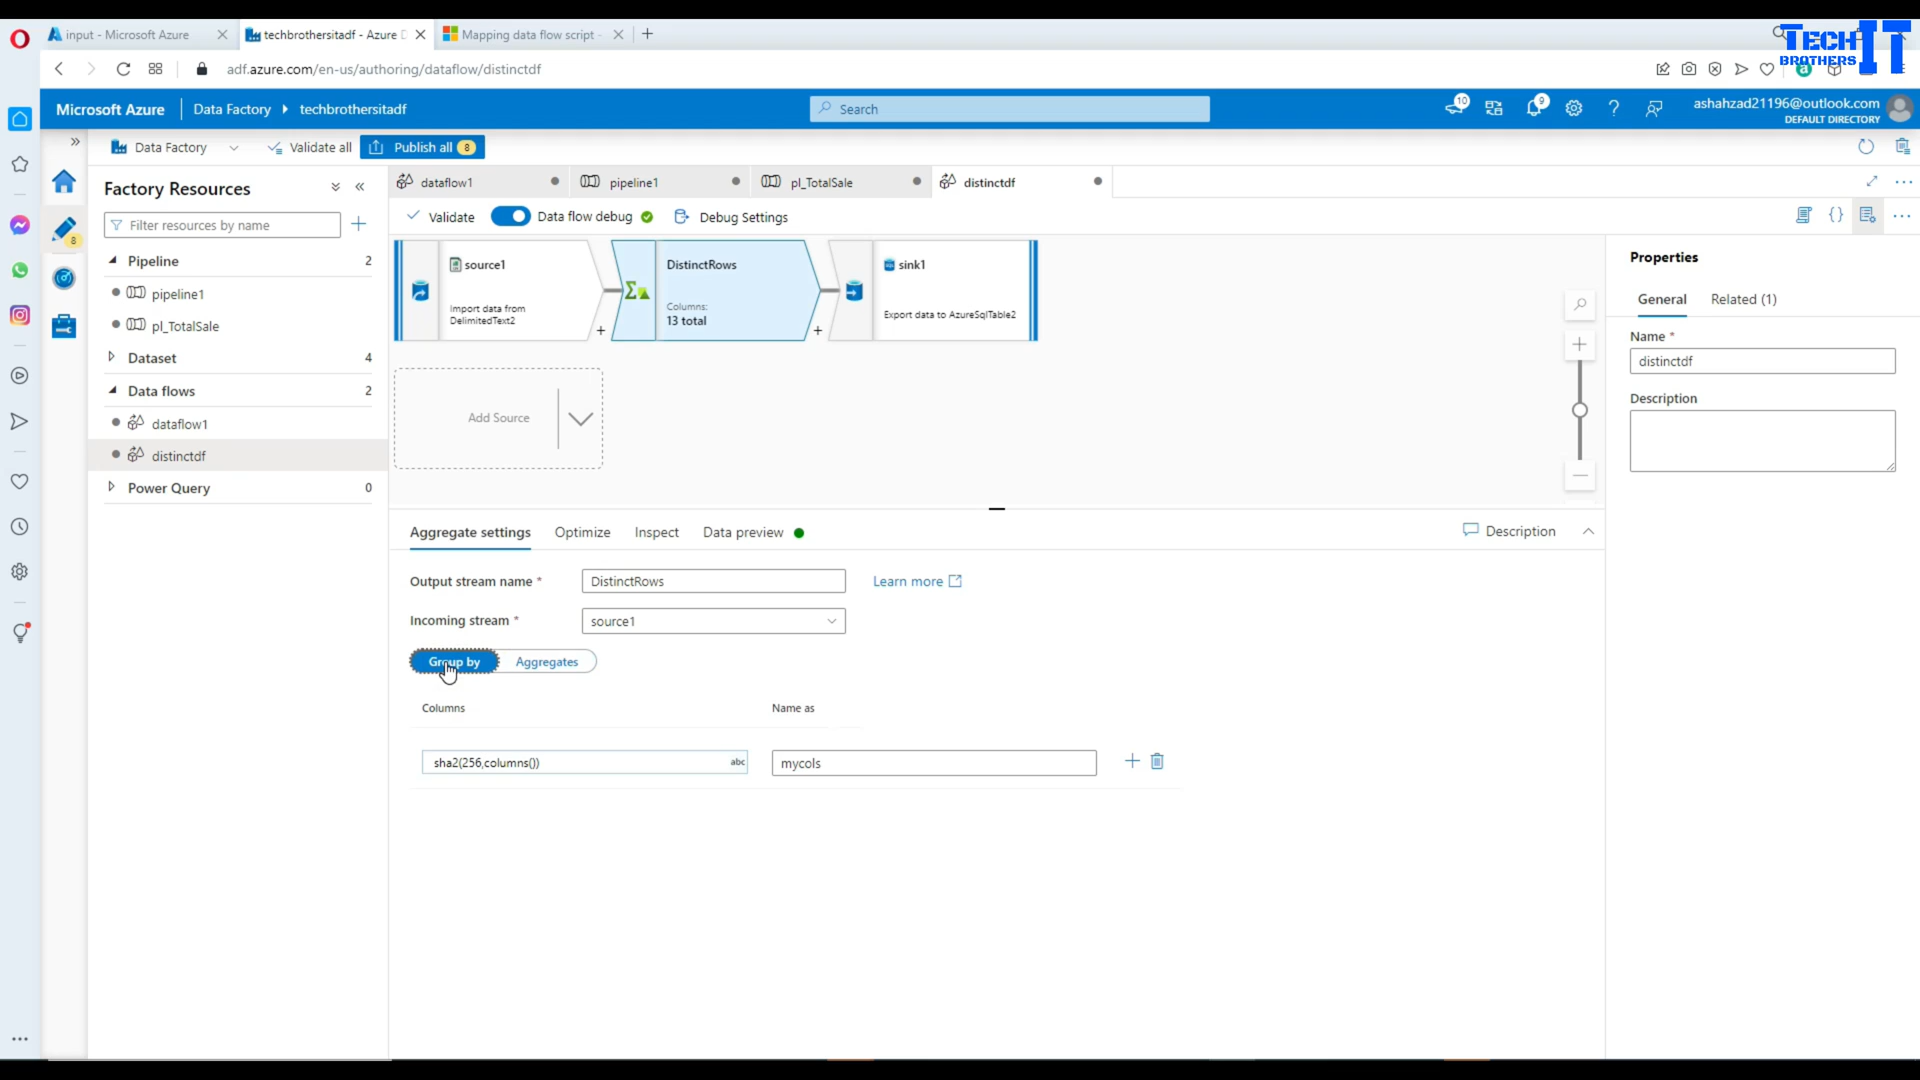 input - Microsoft Azure
techbrothersitadf - Azure D
Mapping data flow script -
TECH IT
BROTHERS
adf.azure.com/en-us/authoring/dataflow/distinctdf
Microsoft Azure
Data Factory
techbrothersitadf
Search
10
9
ashahzad21196@outlook.com
DEFAULT DIRECTORY
Data Factory
Validate all
Publish all 8
Factory Resources
Filter resources by name
8
Pipeline 2
pipeline1
pl_TotalSale
Dataset 4
Data flows 2
dataflow1
distinctdf
Power Query 0
dataflow1
pipeline1
pl_TotalSale
distinctdf
Validate
Data flow debug
Debug Settings
source1
Import data from
DelimitedText2
DistinctRows
Columns:
13 total
sink1
Export data to AzureSqlTable2
Add Source
Properties
General
Related (1)
Name *
distinctdf
Description
Aggregate settings
Optimize
Inspect
Data preview
Description
Output stream name *
DistinctRows
Learn more
Incoming stream *
source1
Group by
Aggregates
Columns
Name as
sha2(256,columns())
abc
mycols